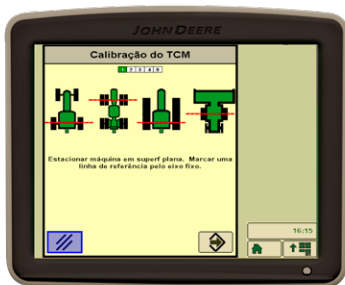 JOHN DEERE
Calibração do TCM
1 2 3 4 5
Estacionar máquina em superf plana. Marcar uma
linha de referência pelo eixo fixo.
16:15